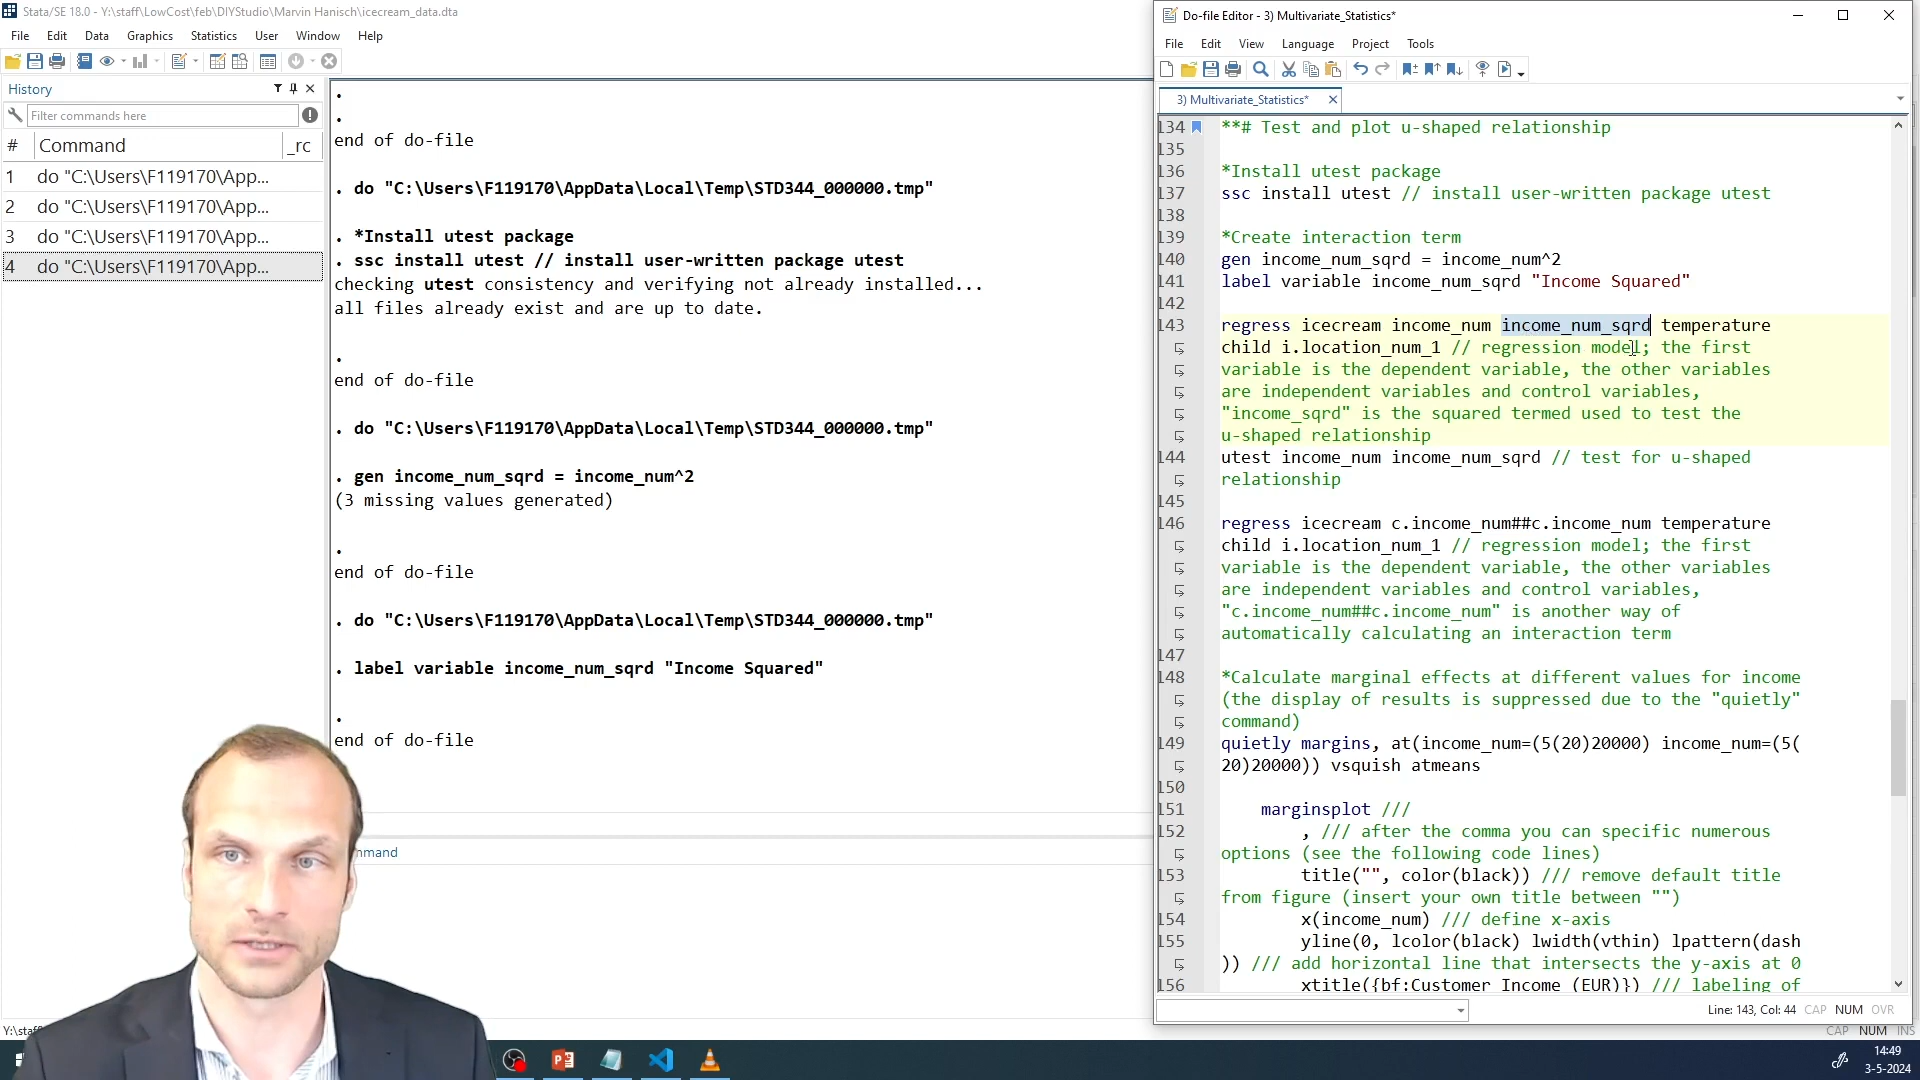 Stata/SE 18.0 - Y:\staff\LowCost\feb\DIYStudio\Marvin Hanisch\icecream_data.dta
File Edit Data Graphics Statistics User Window Help
History
Filter commands here
# Command _rc
1 do "C:\Users\F119170\App...
2 do "C:\Users\F119170\App...
3 do "C:\Users\F119170\App...
4 do "C:\Users\F119170\App...
.
.
end of do-file
. do "C:\Users\F119170\AppData\Local\Temp\STD344_000000.tmp"
. *Install utest package
. ssc install utest // install user-written package utest
checking utest consistency and verifying not already installed...
all files already exist and are up to date.
.
end of do-file
. do "C:\Users\F119170\AppData\Local\Temp\STD344_000000.tmp"
. gen income_num_sqrd = income_num^2
(3 missing values generated)
.
end of do-file
. do "C:\Users\F119170\AppData\Local\Temp\STD344_000000.tmp"
. label variable income_num_sqrd "Income Squared"
.
end of do-file
Do-file Editor - 3) Multivariate_Statistics*
File Edit View Language Project Tools
3) Multivariate_Statistics*
134 **# Test and plot u-shaped relationship
135
136 *Install utest package
137 ssc install utest // install user-written package utest
138
139 *Create interaction term
140 gen income_num_sqrd = income_num^2
141 label variable income_num_sqrd "Income Squared"
142
143 regress icecream income_num income_num_sqrd temperature
child i.location_num_1 // regression model; the first
variable is the dependent variable, the other variables
are independent variables and control variables,
"income_sqrd" is the squared termed used to test the
u-shaped relationship
144 utest income_num income_num_sqrd // test for u-shaped
relationship
145
146 regress icecream c.income_num##c.income_num temperature
child i.location_num_1 // regression model; the first
variable is the dependent variable, the other variables
are independent variables and control variables,
"c.income_num##c.income_num" is another way of
automatically calculating an interaction term
147
148 *Calculate marginal effects at different values for income
(the display of results is suppressed due to the "quietly"
command)
149 quietly margins, at(income_num=(5(20)20000) income_num=(5(
20)20000)) vsquish atmeans
150
151 marginsplot ///
152 , /// after the comma you can specific numerous
options (see the following code lines)
153 title("", color(black)) /// remove default title
from figure (insert your own title between "")
154 x(income_num) /// define x-axis
155 yline(0, lcolor(black) lwidth(vthin) lpattern(dash
)) /// add horizontal line that intersects the y-axis at 0
156 xtitle({bf:Customer Income (EUR)}) /// labeling of
Line: 143, Col: 44 CAP NUM OVR
CAP NUM INS
14:49
3-5-2024